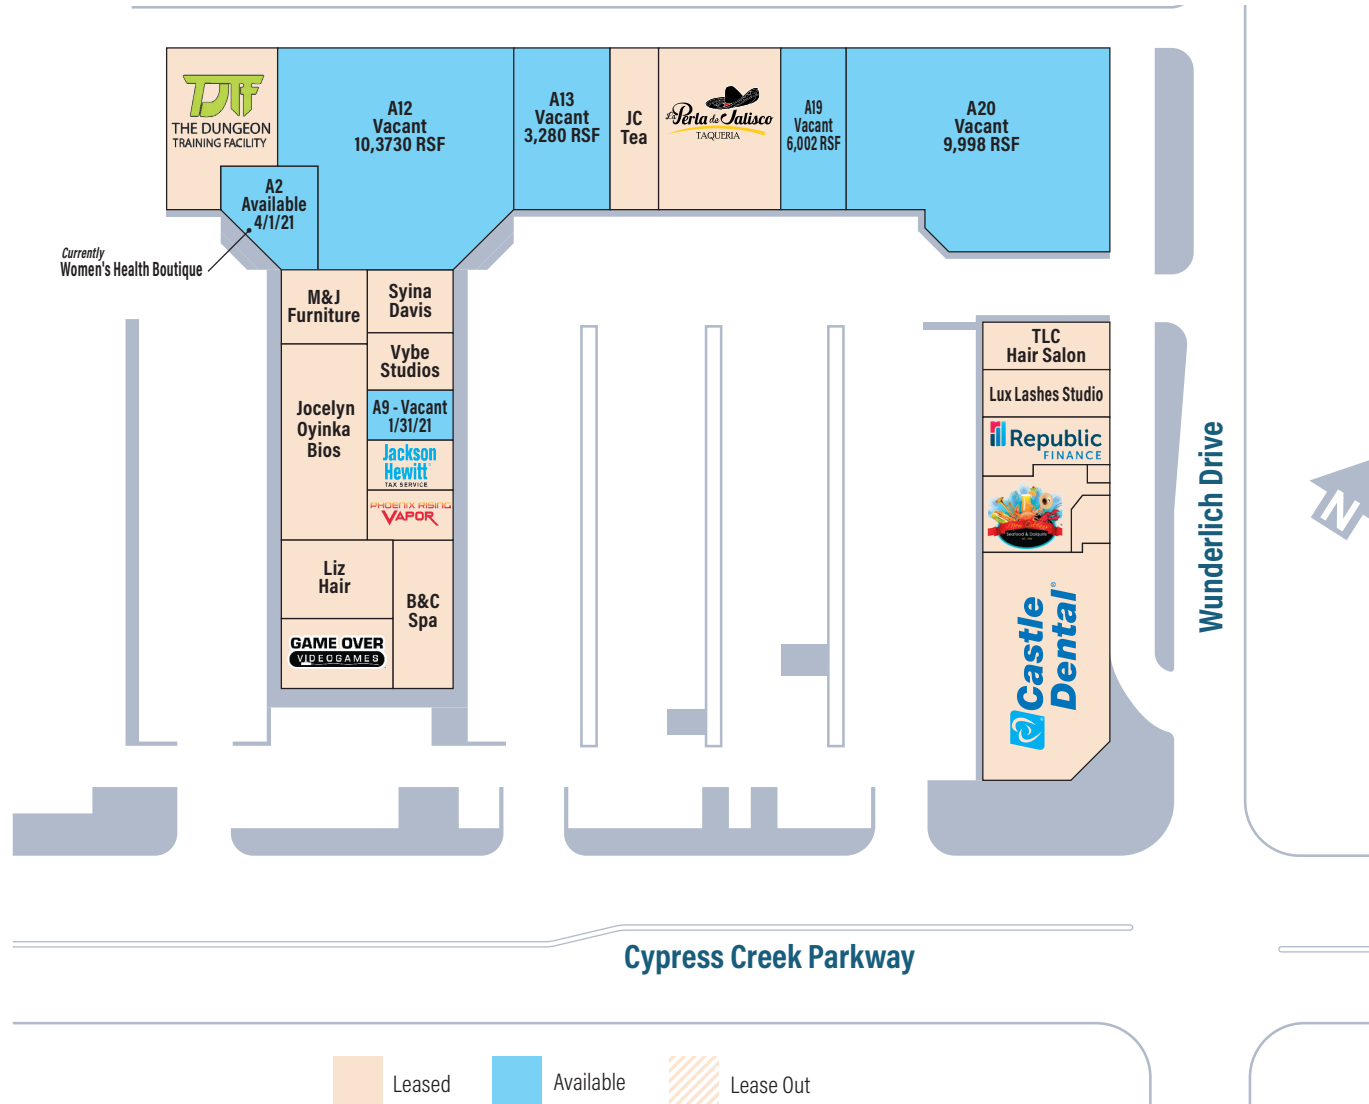 DTF
THE DUNGEON
TRAINING FACILITY
A12
Vacant
10,3730 RSF
A13
Vacant
3,280 RSF
JC
Tea
La Perla de Jalisco
TAQUERIA
A19
Vacant
6,002 RSF
A20
Vacant
9,998 RSF
A2
Available
4/1/21
Currently
Women's Health Boutique
M&J
Furniture
Syina
Davis
Vybe
Studios
Jocelyn
Oyinka
Bios
A9 - Vacant
1/31/21
Jackson
Hewitt
TAX SERVICE
PHOENIX RISING
VAPOR
Liz
Hair
B&C
Spa
GAME OVER
VIDEOGAMES
TLC
Hair Salon
Lux Lashes Studio
Republic
FINANCE
Seafood & Daiquiris
Castle
Dental
Wunderlich Drive
N
Cypress Creek Parkway
Leased
Available
Lease Out